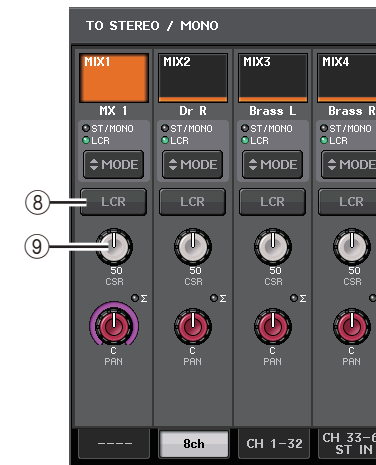 TO STEREO / MONO
MIX1 MIX2 MIX3 MIX4
MX 1 Dr R Brass L Brass R
ST/MONO ST/MONO ST/MONO ST/MONO
LCR LCR LCR LCR
MODE MODE MODE MODE
8 LCR LCR LCR LCR
9
50 50 50 50
CSR CSR CSR CSR
Σ Σ Σ
C C C C
PAN PAN PAN PAN
---- 8ch CH 1-32 CH 33-6
ST IN